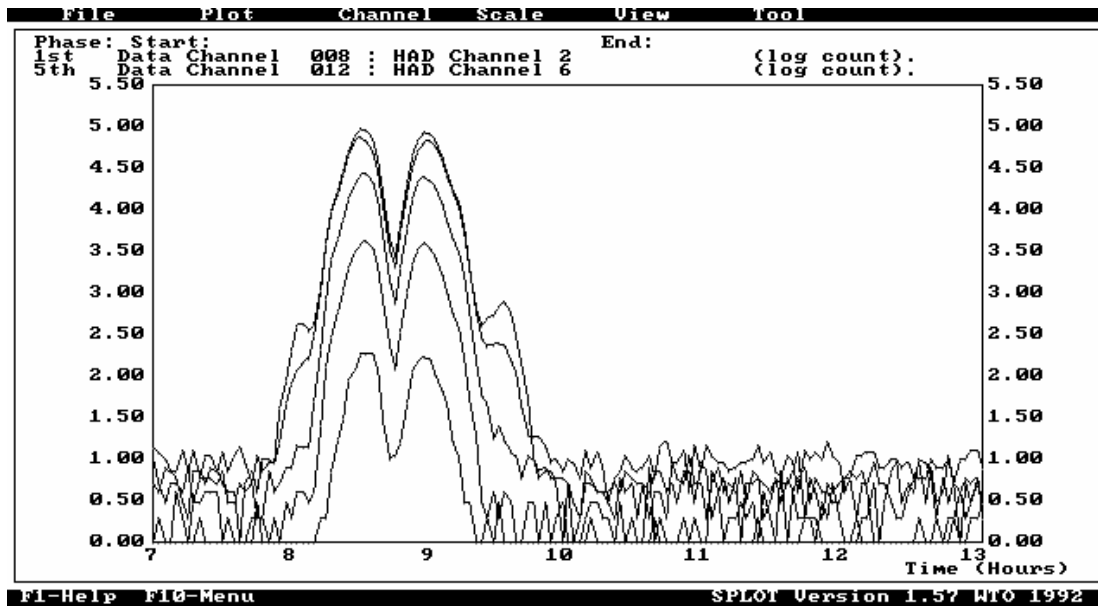 File Plot Channel Scale View Tool
Phase: Start: End:
1st Data Channel 008 : HAD Channel 2 (log count).
5th Data Channel 012 : HAD Channel 6 (log count).
5.50 5.50
5.00 5.00
4.50 4.50
4.00 4.00
3.50 3.50
3.00 3.00
2.50 2.50
2.00 2.00
1.50 1.50
1.00 1.00
0.50 0.50
0.00 0.00
7 8 9 10 11 12 13
Time (Hours)
F1-Help F10-Menu SPLOT Version 1.57 WTO 1992